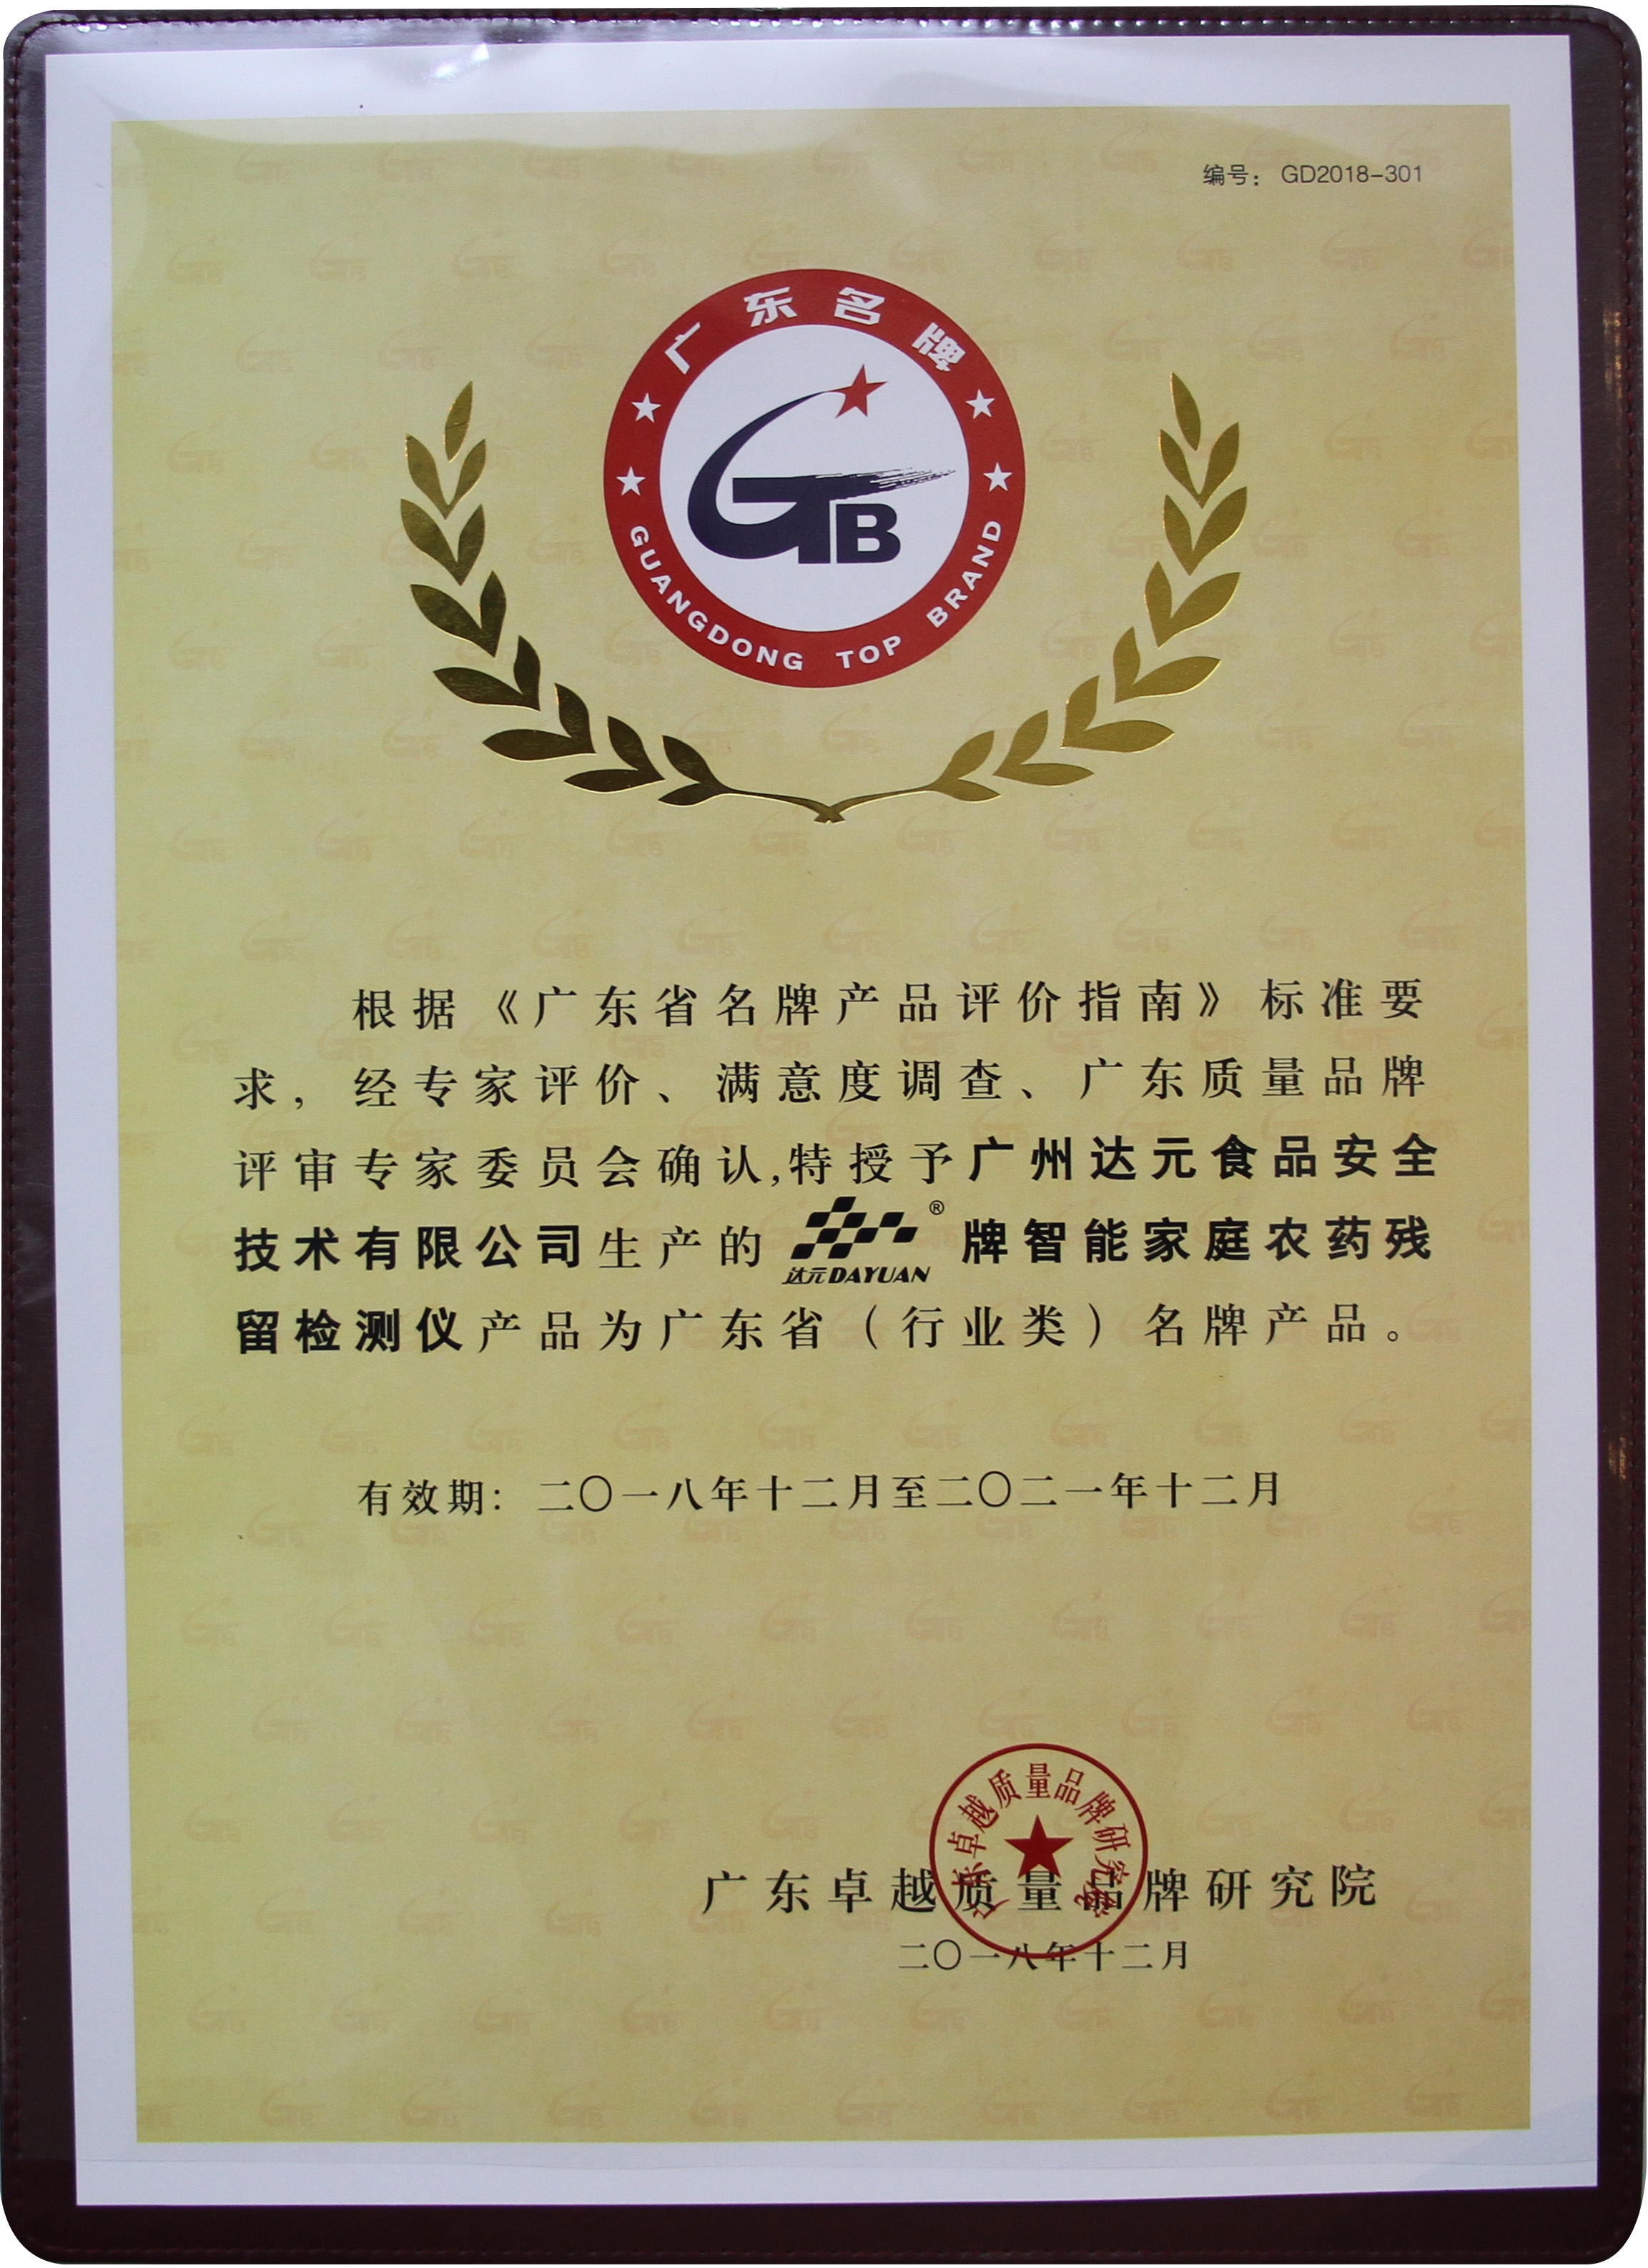 编号：GD2018-301
广东名牌
GTB
GUANGDONG TOP BRAND
根据《广东省名牌产品评价指南》标准要
求，经专家评价、满意度调查、广东质量品牌
评审专家委员会确认,特授予广州达元食品安全
技术有限公司生产的 达元DAYUAN® 牌智能家庭农药残
留检测仪产品为广东省（行业类）名牌产品。
有效期：二〇一八年十二月至二〇二一年十二月
广东卓越质量品牌研究院
广东卓越质量品牌研究院
二〇一八年十二月